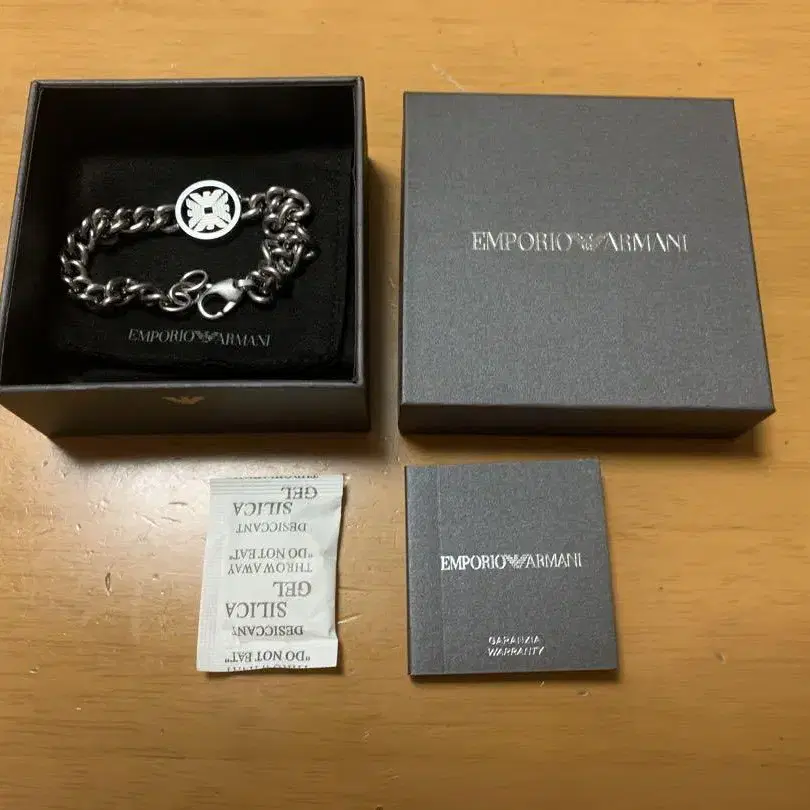 EMPORIO ARMANI
EMPORIO ARMANI
THROW AWAY
"DO NOT EAT"
DESICCANT
SILICA
GEL
THROW AWAY
"DO NOT EAT"
DESICCANT
SILICA
GEL
EMPORIO ARMANI
GARANZIA
WARRANTY